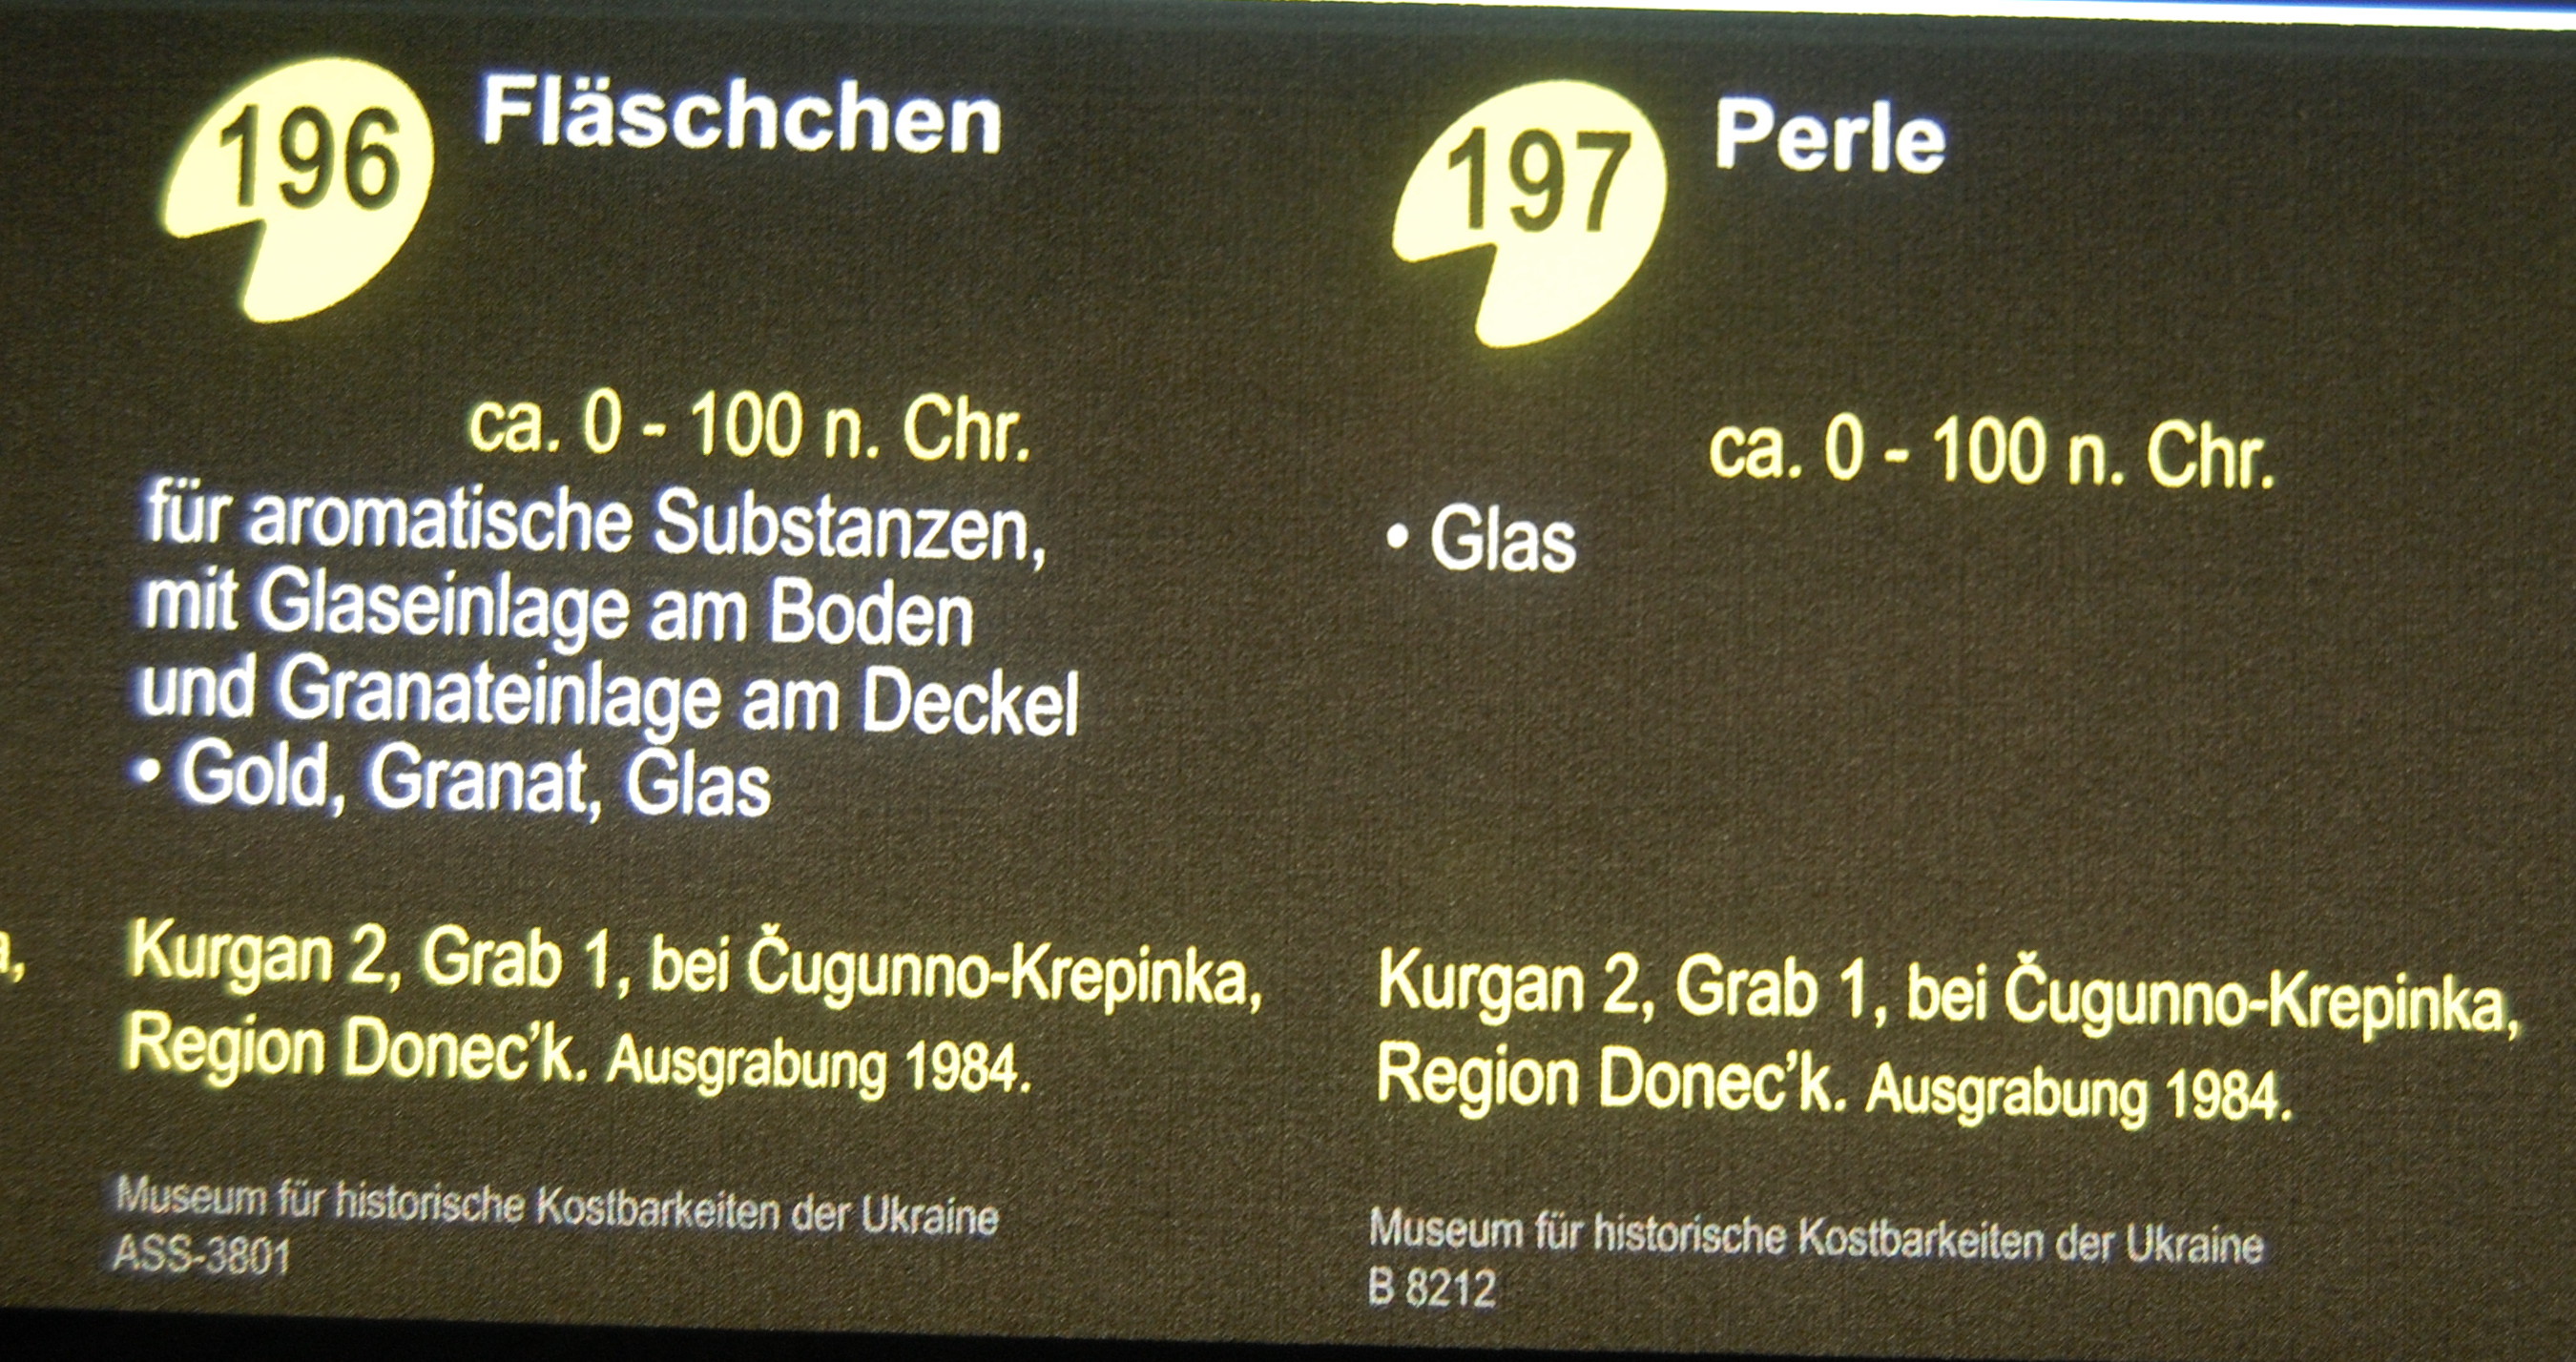 196 Fläschchen
ca. 0 - 100 n. Chr.
für aromatische Substanzen,
mit Glaseinlage am Boden
und Granateinlage am Deckel
• Gold, Granat, Glas
Kurgan 2, Grab 1, bei Čugunno-Krepinka,
Region Donec’k. Ausgrabung 1984.
Museum für historische Kostbarkeiten der Ukraine
ASS-3801
197 Perle
ca. 0 - 100 n. Chr.
• Glas
Kurgan 2, Grab 1, bei Čugunno-Krepinka,
Region Donec’k. Ausgrabung 1984.
Museum für historische Kostbarkeiten der Ukraine
B 8212